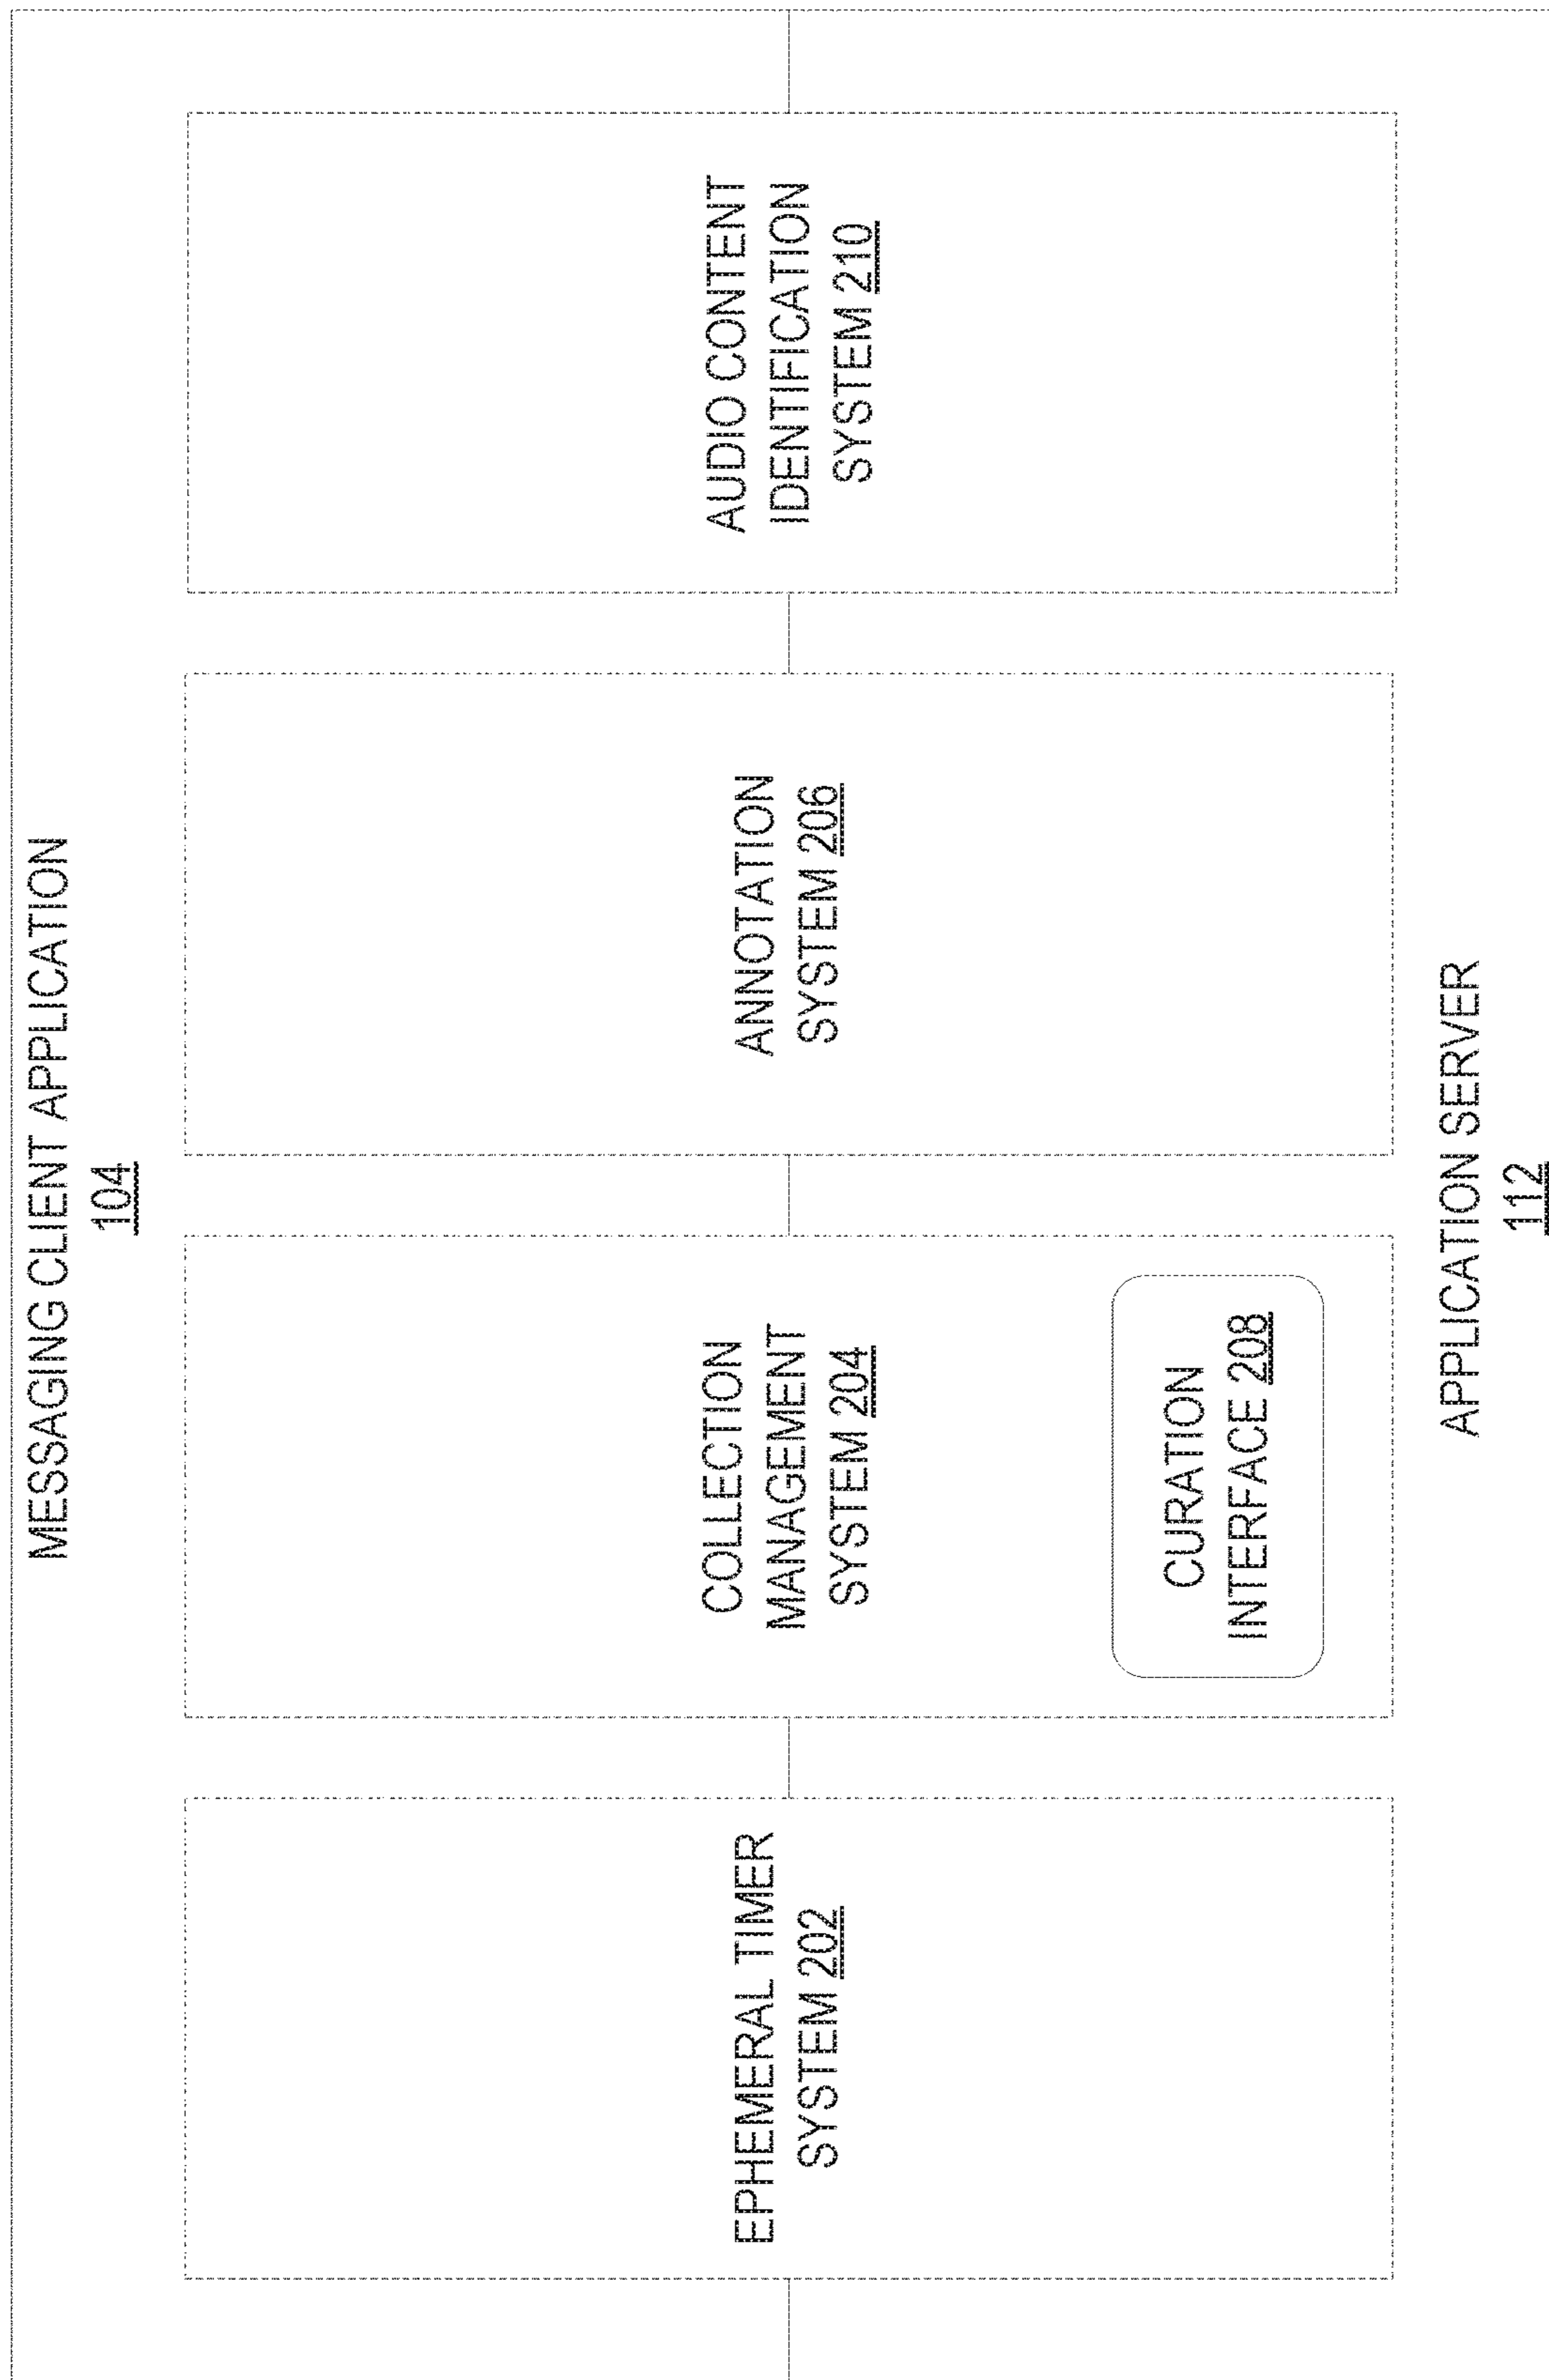 MESSAGING CLIENT APPLICATION
104
EPHEMERAL TIMER
SYSTEM 202
COLLECTION
MANAGEMENT
SYSTEM 204
CURATION
INTERFACE 208
ANNOTATION
SYSTEM 206
AUDIO CONTENT
IDENTIFICATION
SYSTEM 210
APPLICATION SERVER
112